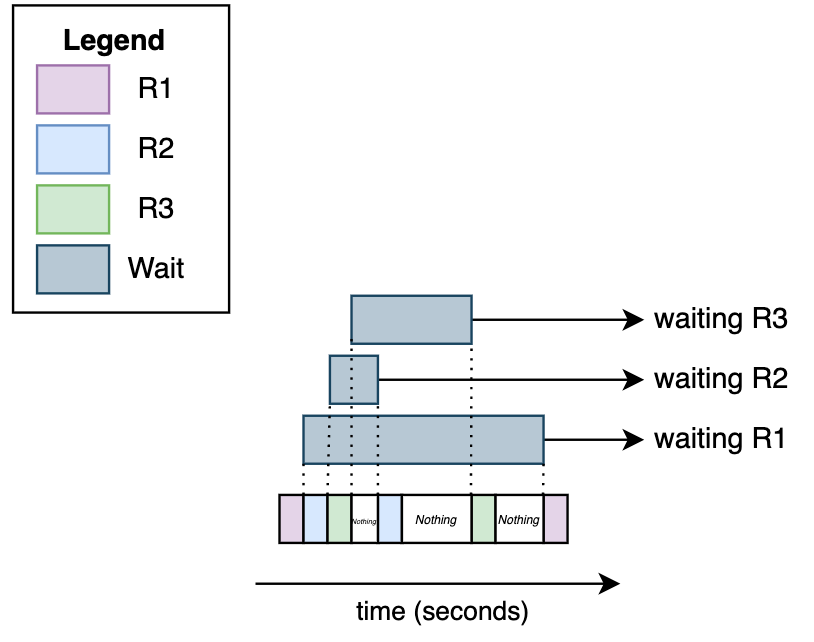 Legend
R1
R2
R3
Wait
waiting R3
waiting R2
waiting R1
Nothing
Nothing
Nothing
time (seconds)